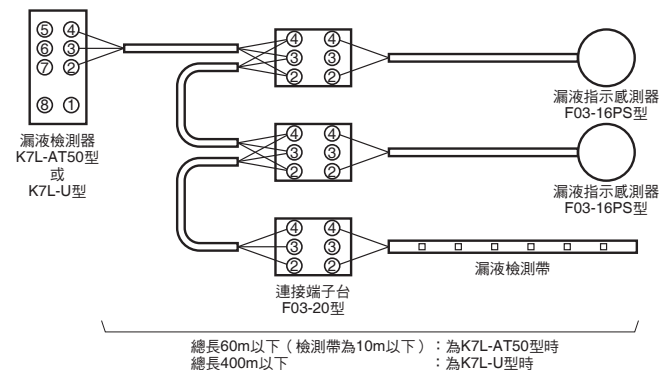 ⑤ ④
⑥ ③
⑦ ②
⑧ ①
漏液檢測器
K7L-AT50型
或
K7L-U型
④ ④
③ ③
② ②
漏液指示感測器
F03-16PS型
④ ④
③ ③
② ②
漏液指示感測器
F03-16PS型
④ ④
③ ③
② ②
連接端子台
F03-20型
漏液檢測帶
總長60m以下(檢測帶為10m以下):為K7L-AT50型時
總長400m以下:為K7L-U型時